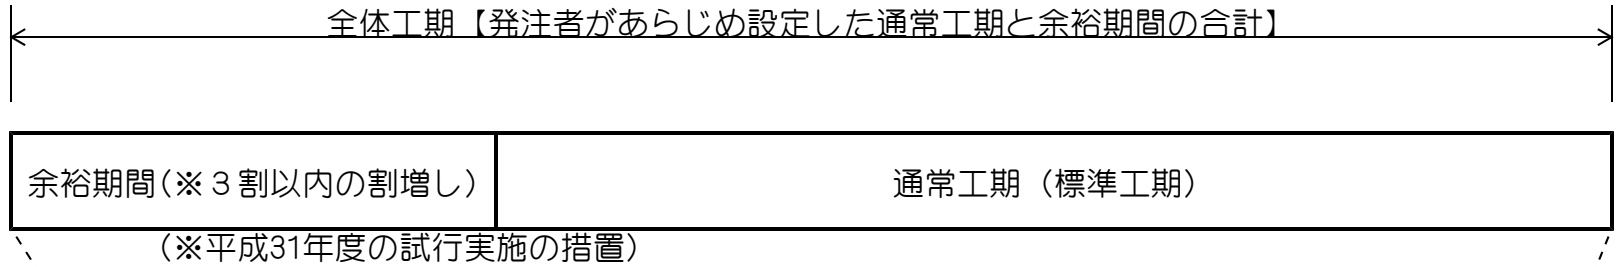 全体工期【発注者があらじめ設定した通常工期と余裕期間の合計】
余裕期間（※３割以内の割増し）
通常工期（標準工期）
（※平成31年度の試行実施の措置）